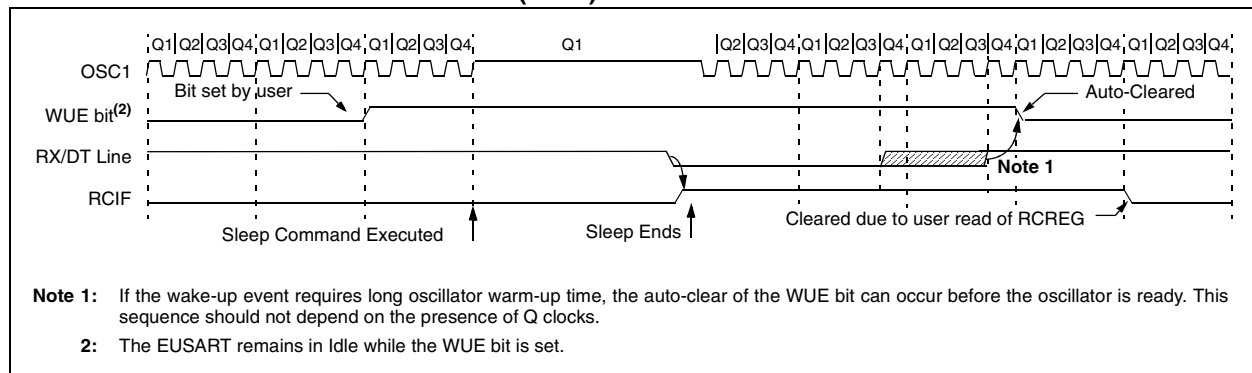 Q1 Q2 Q3 Q4 Q1 Q2 Q3 Q4 Q1 Q2 Q3 Q4 Q1 Q2 Q3 Q4 Q1 Q2 Q3 Q4 Q1 Q2 Q3 Q4 Q1 Q2 Q3 Q4 Q1 Q2 Q3 Q4
OSC1
Bit set by user
Auto-Cleared
WUE bit(2)
RX/DT Line
Note 1
RCIF
Cleared due to user read of RCREG
Sleep Command Executed
Sleep Ends
Note 1: If the wake-up event requires long oscillator warm-up time, the auto-clear of the WUE bit can occur before the oscillator is ready. This
sequence should not depend on the presence of Q clocks.
2: The EUSART remains in Idle while the WUE bit is set.